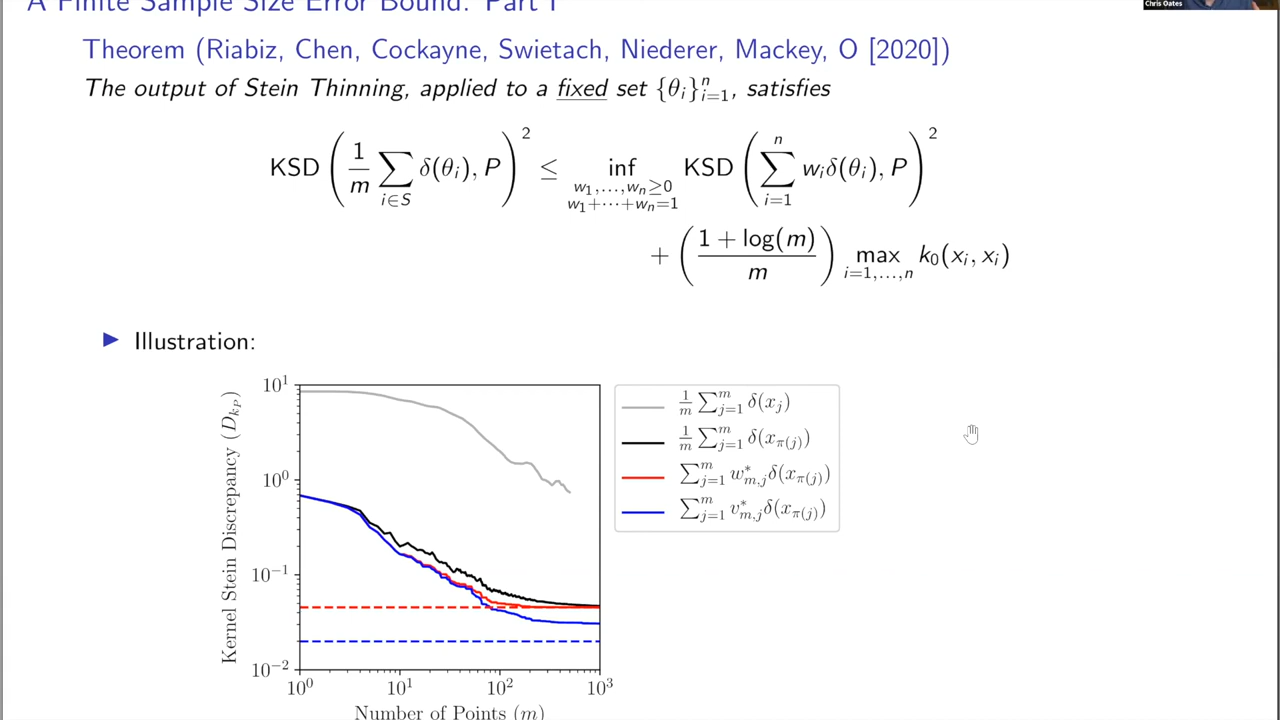 A Finite Sample Size Error Bound: Part I
Chris Oates
Theorem (Riabiz, Chen, Cockayne, Swietach, Niederer, Mackey, O [2020])
The output of Stein Thinning, applied to a fixed set {θ_i}_{i=1}^n, satisfies
KSD ( 1/m ∑_{i∈S} δ(θ_i), P )^2 ≤ inf_{w_1,…,w_n≥0, w_1+⋯+w_n=1} KSD ( ∑_{i=1}^n w_iδ(θ_i), P )^2
+ ( (1 + log(m)) / m ) max_{i=1,…,n} k_0(x_i, x_i)
▶ Illustration:
Kernel Stein Discrepancy (D_{k_P})
10^1
10^0
10^{-1}
10^{-2}
10^0 10^1 10^2 10^3
Number of Points (m)
1/m ∑_{j=1}^m δ(x_j)
1/m ∑_{j=1}^m δ(x_{π(j)})
∑_{j=1}^m w^*_{m,j}δ(x_{π(j)})
∑_{j=1}^m v^*_{m,j}δ(x_{π(j)})